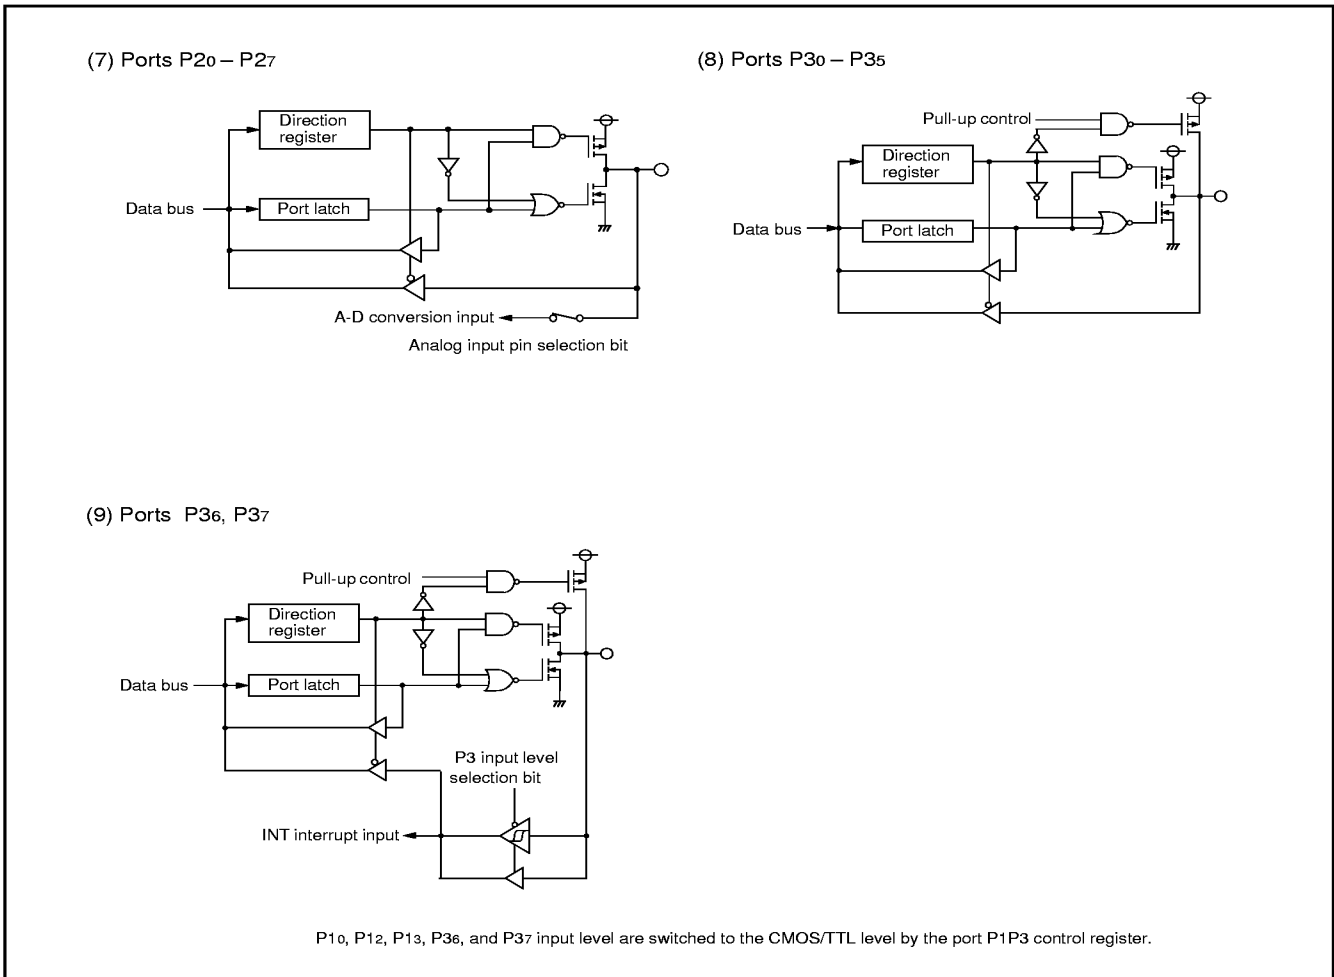 (7) Ports P20 – P27
Direction
register
Data bus
Port latch
A-D conversion input
Analog input pin selection bit
(8) Ports P30 – P35
Pull-up control
Direction
register
Data bus
Port latch
(9) Ports P36, P37
Pull-up control
Direction
register
Data bus
Port latch
P3 input level
selection bit
INT interrupt input
P10, P12, P13, P36, and P37 input level are switched to the CMOS/TTL level by the port P1P3 control register.